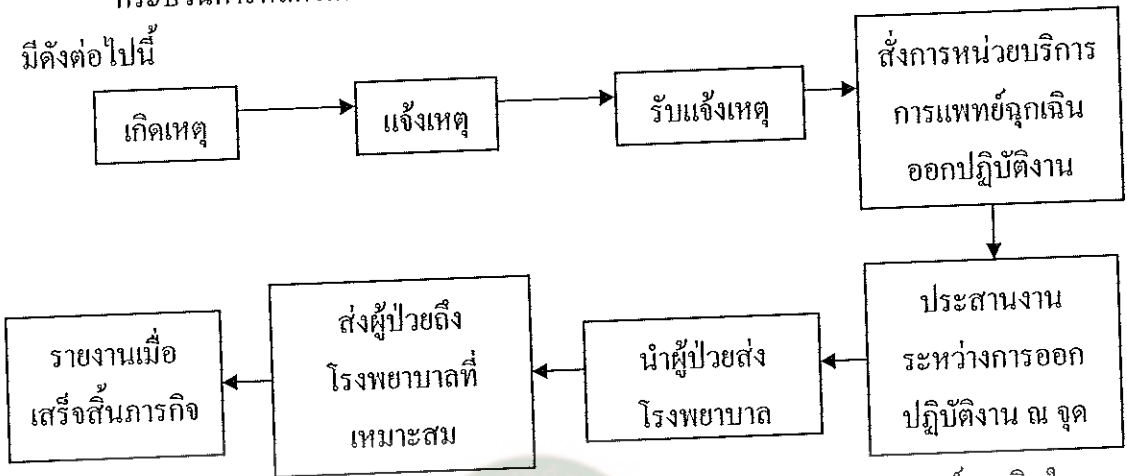 มีดังต่อไปนี้
เกิดเหตุ
แจ้งเหตุ
รับแจ้งเหตุ
สั่งการหน่วยบริการ
การแพทย์ฉุกเฉิน
ออกปฏิบัติงาน
ประสานงาน
ระหว่างการออก
ปฏิบัติงาน ณ จุด
นำผู้ป่วยส่ง
โรงพยาบาล
ส่งผู้ป่วยถึง
โรงพยาบาลที่
เหมาะสม
รายงานเมื่อ
เสร็จสิ้นภารกิจ